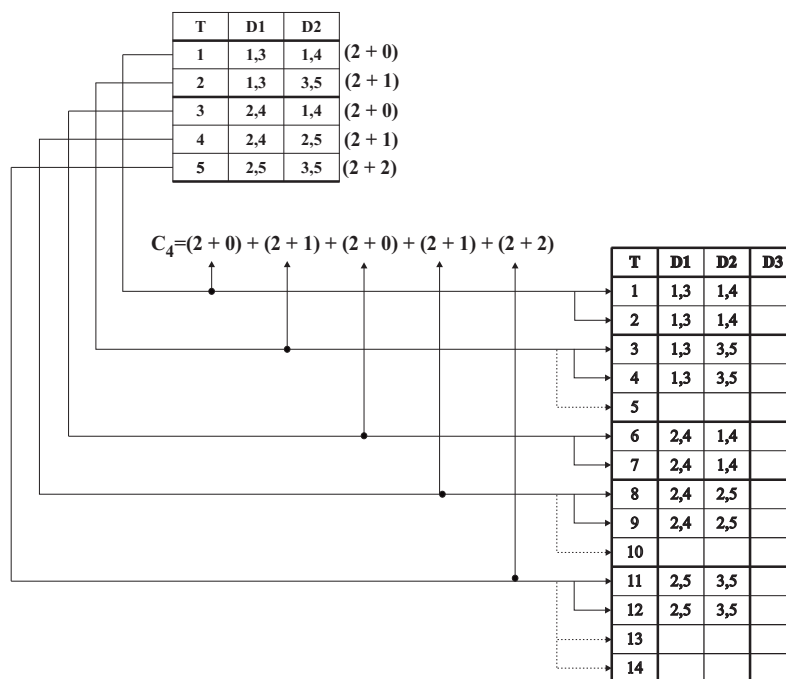 T D1 D2
1 1,3 1,4 (2 + 0)
2 1,3 3,5 (2 + 1)
3 2,4 1,4 (2 + 0)
4 2,4 2,5 (2 + 1)
5 2,5 3,5 (2 + 2)
C4=(2 + 0) + (2 + 1) + (2 + 0) + (2 + 1) + (2 + 2)
T D1 D2 D3
1 1,3 1,4
2 1,3 1,4
3 1,3 3,5
4 1,3 3,5
5
6 2,4 1,4
7 2,4 1,4
8 2,4 2,5
9 2,4 2,5
10
11 2,5 3,5
12 2,5 3,5
13
14